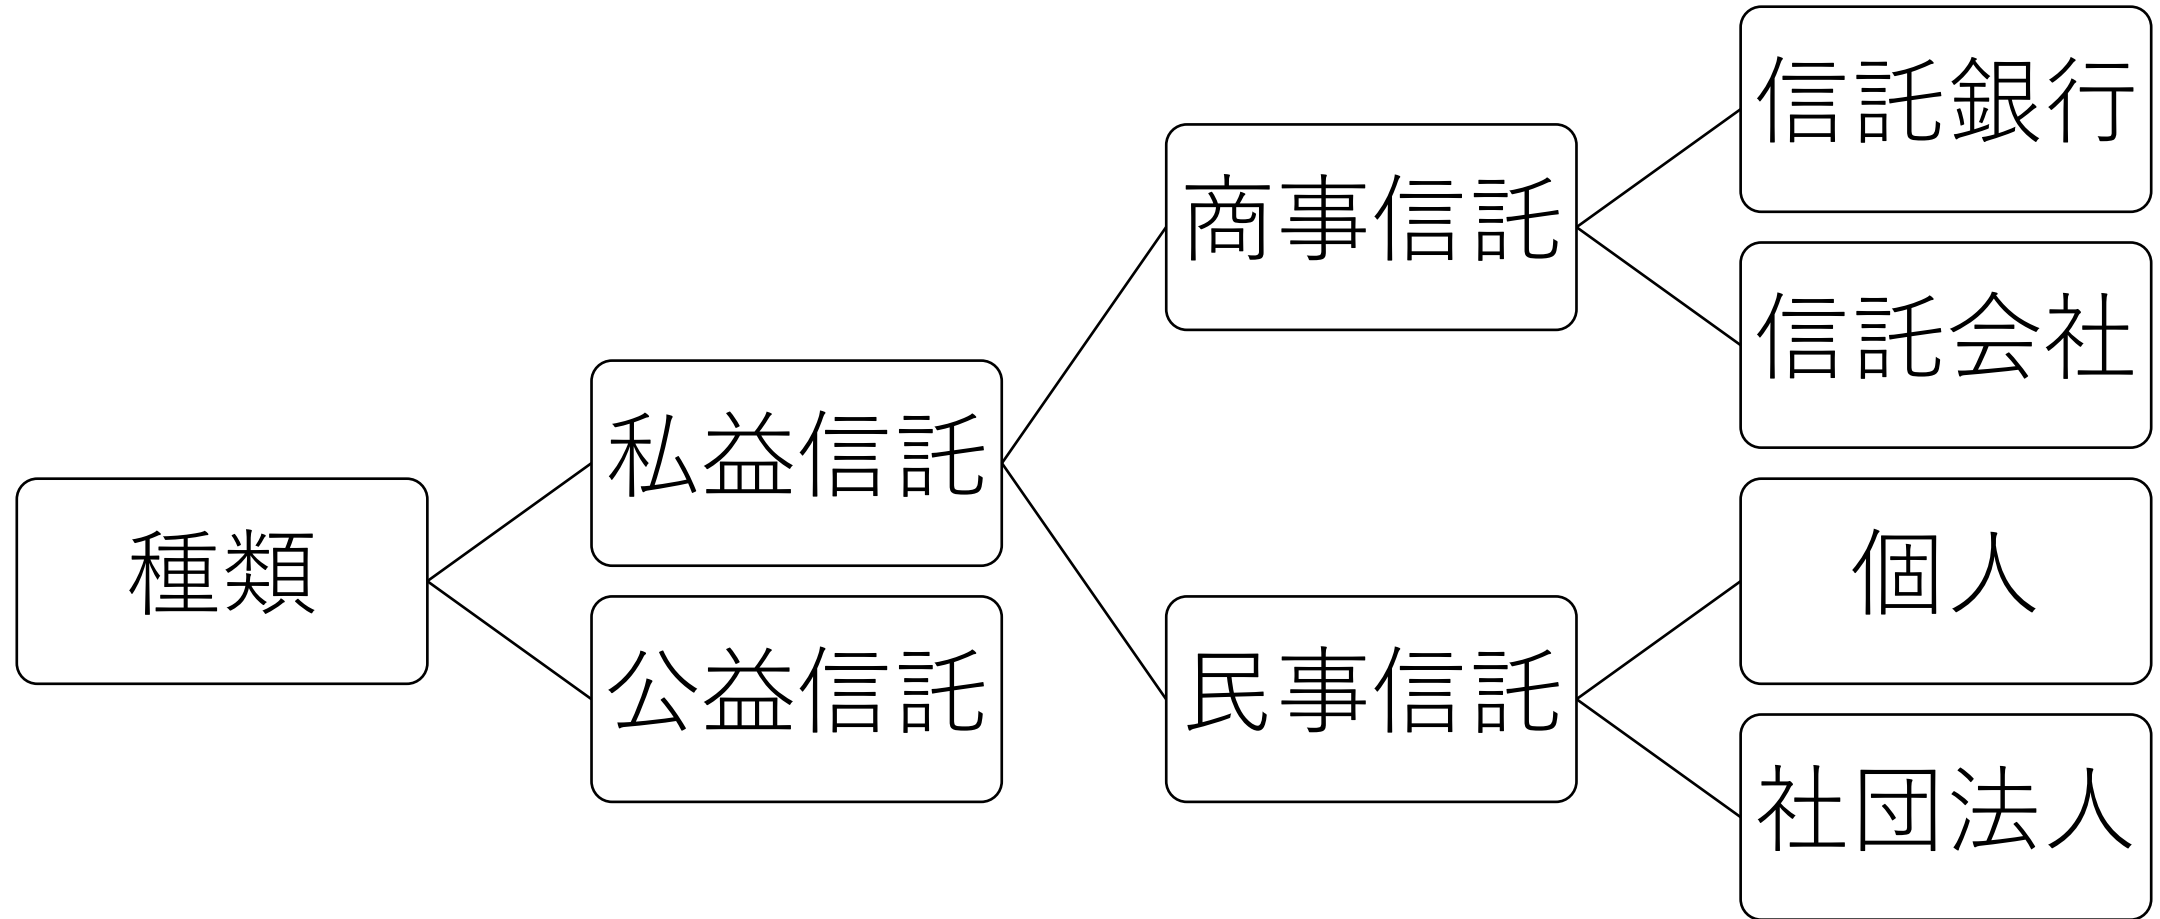 種類
私益信託
公益信託
商事信託
民事信託
信託銀行
信託会社
個人
社団法人